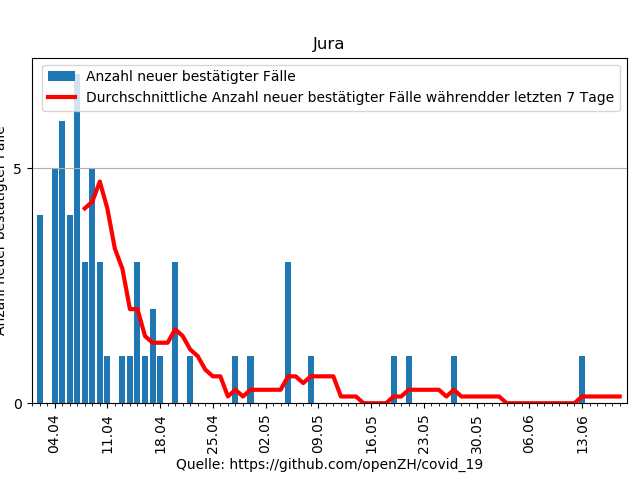 Jura
Anzahl neuer bestätigter Fälle
Durchschnittliche Anzahl neuer bestätigter Fälle währendder letzten 7 Tage
Anzahl neuer bestätigter Fälle
5
0
04.04
11.04
18.04
25.04
02.05
09.05
16.05
23.05
30.05
06.06
13.06
Quelle: https://github.com/openZH/covid_19